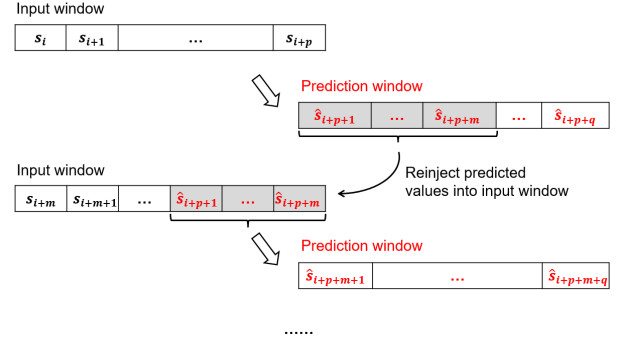 Input window
s_i s_{i+1} ... s_{i+p}
Prediction window
ŝ_{i+p+1} ... ŝ_{i+p+m} ... ŝ_{i+p+q}
Input window
Reinject predicted
values into input window
s_{i+m} s_{i+m+1} ... ŝ_{i+p+1} ... ŝ_{i+p+m}
Prediction window
ŝ_{i+p+m+1} ... ŝ_{i+p+m+q}
......